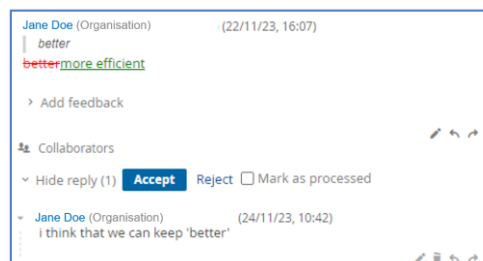 Jane Doe (Organisation) (22/11/23, 16:07)
better
bettermore efficient
Add feedback
Collaborators
Hide reply (1) Accept Reject Mark as processed
Jane Doe (Organisation) (24/11/23, 10:42)
i think that we can keep 'better'